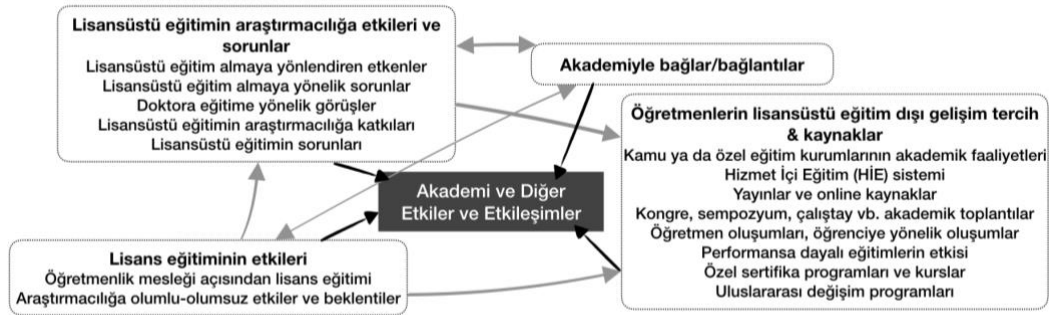 Lisansüstü eğitimin araştırmacılığa etkileri ve
sorunlar
Lisansüstü eğitim almaya yönlendiren etkenler
Lisansüstü eğitim almaya yönelik sorunlar
Doktora eğitime yönelik görüşler
Lisansüstü eğitimin araştırmacılığa katkıları
Lisansüstü eğitimin sorunları
Akademiyle bağlar/bağlantılar
Öğretmenlerin lisansüstü eğitim dışı gelişim tercih
& kaynaklar
Kamu ya da özel eğitim kurumlarının akademik faaliyetleri
Hizmet İçi Eğitim (HİE) sistemi
Yayınlar ve online kaynaklar
Kongre, sempozyum, çalıştay vb. akademik toplantılar
Öğretmen oluşumları, öğrenciye yönelik oluşumlar
Performansa dayalı eğitimlerin etkisi
Özel sertifika programları ve kurslar
Uluslararası değişim programları
Akademi ve Diğer
Etkiler ve Etkileşimler
Lisans eğitiminin etkileri
Öğretmenlik mesleği açısından lisans eğitimi
Araştırmacılığa olumlu-olumsuz etkiler ve beklentiler